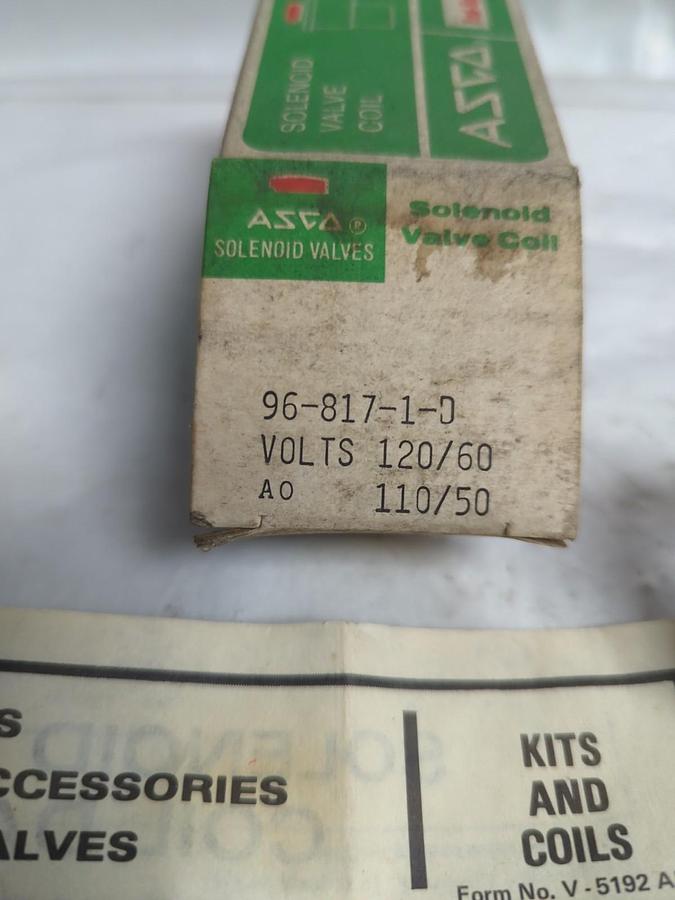 SOLENOID
VALVE
COIL
ASCO
ASCO®
SOLENOID VALVES
Solenoid
Valve Coil
96-817-1-D
VOLTS 120/60
AO 110/50
S
CCESSORIES
ALVES
KITS
AND
COILS
Form No. V-5192 A
SOLENOID